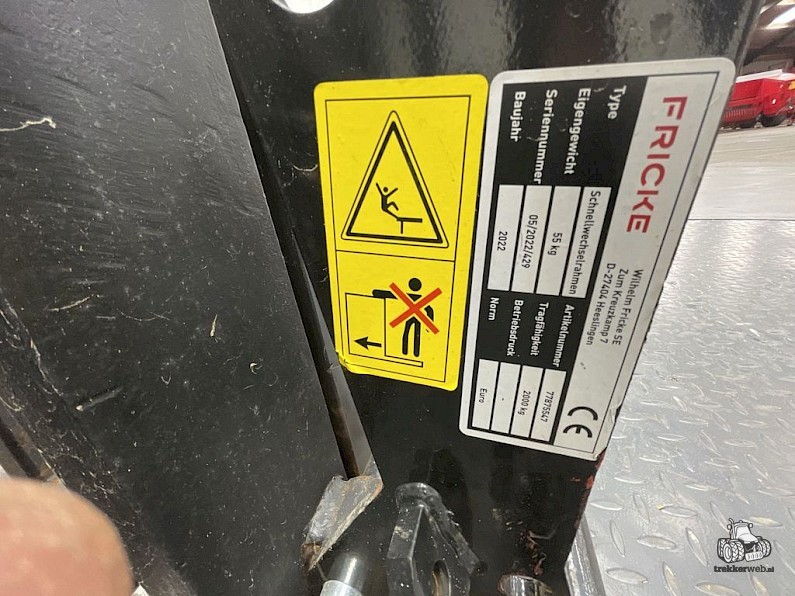 FRICKE
Wilhelm Fricke SE
Zum Kreuzkamp 7
D-27404 Heeslingen
Type Schnellwechselrahmen Artikelnummer 77875547
Eigengewicht 55 kg Tragfähigkeit 2000 kg
Seriennummer 05/2022/429 Betriebsdruck
Baujahr 2022 Norm Euro
CE
trekkerweb.nl